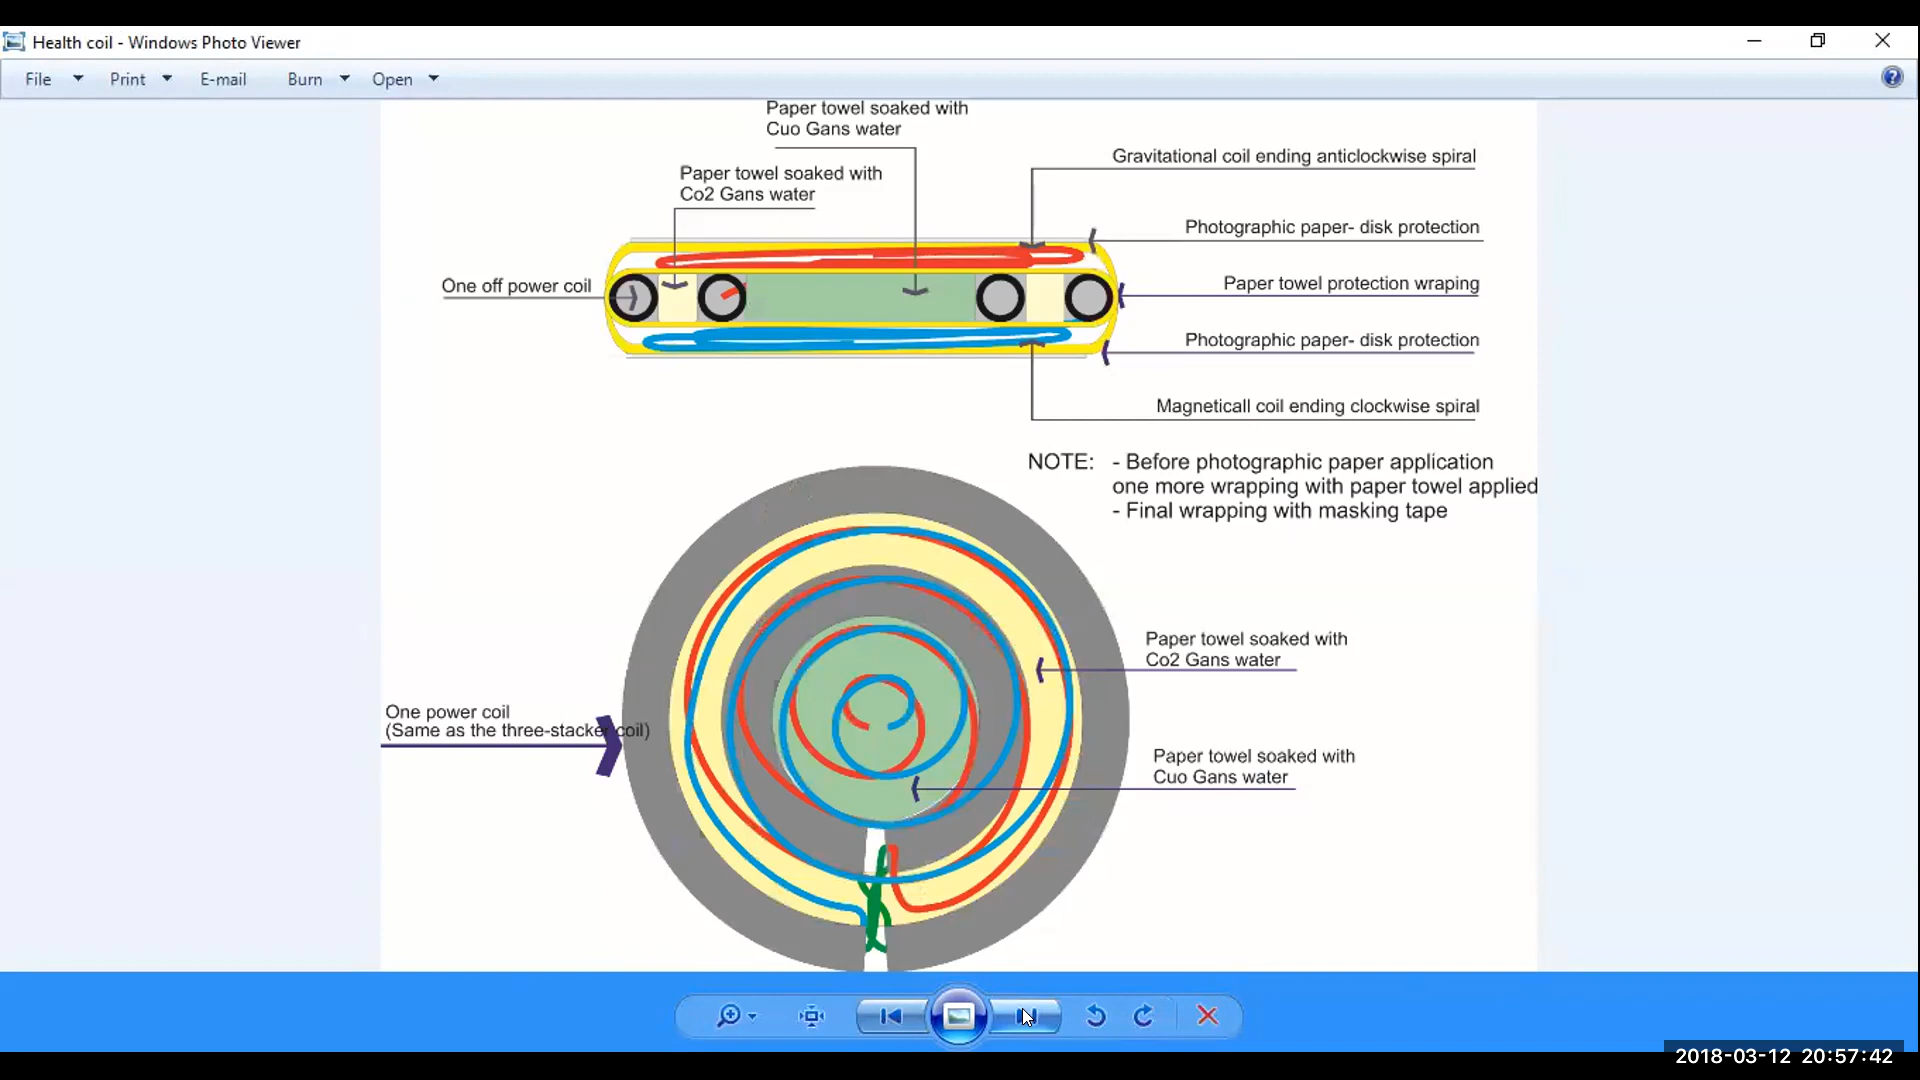 Health coil - Windows Photo Viewer
File Print E-mail Burn Open
Paper towel soaked with
Cuo Gans water
Paper towel soaked with
Co2 Gans water
One off power coil
Gravitational coil ending anticlockwise spiral
Photographic paper- disk protection
Paper towel protection wraping
Photographic paper- disk protection
Magneticall coil ending clockwise spiral
NOTE: - Before photographic paper application
one more wrapping with paper towel applied
- Final wrapping with masking tape
Paper towel soaked with
Co2 Gans water
One power coil
(Same as the three-stacker coil)
Paper towel soaked with
Cuo Gans water
2018-03-12 20:57:42